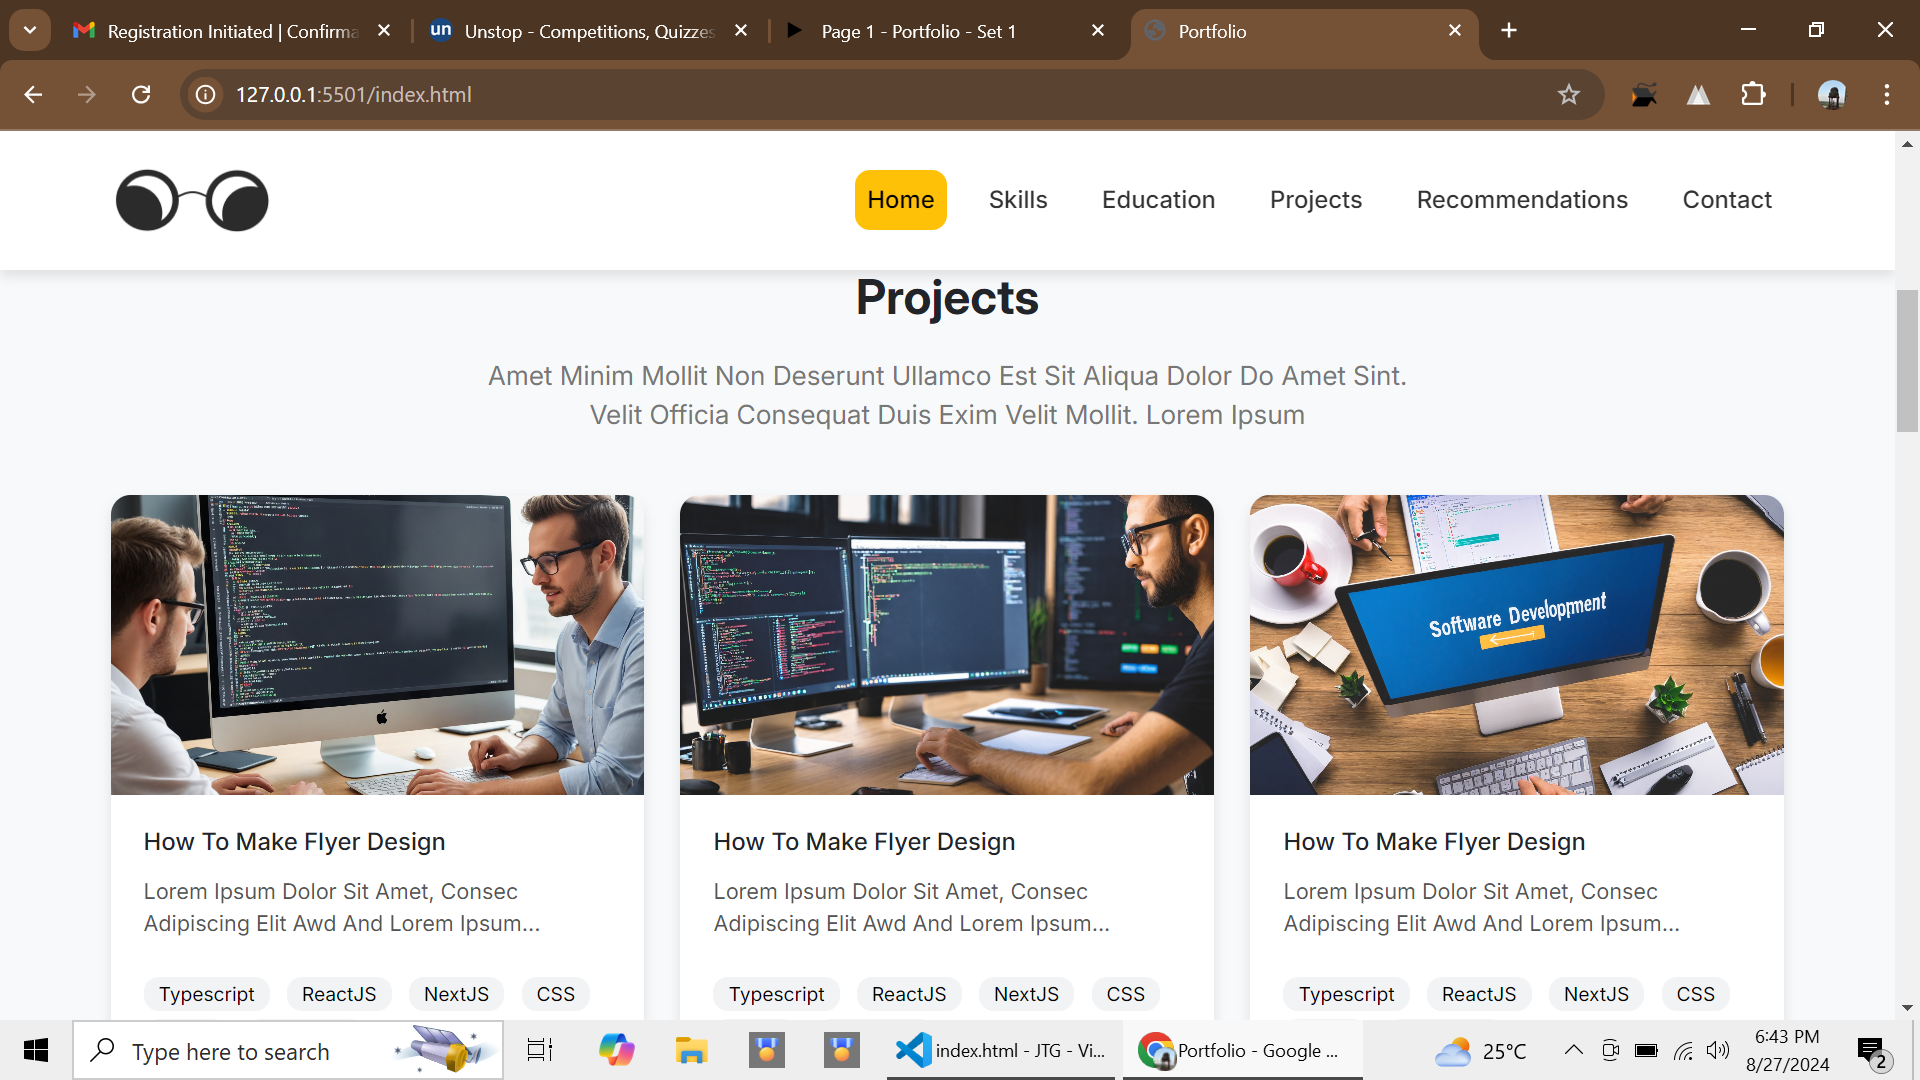 Registration Initiated | Confirma
un
Unstop - Competitions, Quizzes
Page 1 - Portfolio - Set 1
Portfolio
127.0.0.1:5501/index.html
Home
Skills
Education
Projects
Recommendations
Contact
Projects
Amet Minim Mollit Non Deserunt Ullamco Est Sit Aliqua Dolor Do Amet Sint.
Velit Officia Consequat Duis Exim Velit Mollit. Lorem Ipsum
Software Development
How To Make Flyer Design
Lorem Ipsum Dolor Sit Amet, Consec
Adipiscing Elit Awd And Lorem Ipsum...
Typescript
ReactJS
NextJS
CSS
How To Make Flyer Design
Lorem Ipsum Dolor Sit Amet, Consec
Adipiscing Elit Awd And Lorem Ipsum...
Typescript
ReactJS
NextJS
CSS
How To Make Flyer Design
Lorem Ipsum Dolor Sit Amet, Consec
Adipiscing Elit Awd And Lorem Ipsum...
Typescript
ReactJS
NextJS
CSS
Type here to search
index.html - JTG - Vi...
Portfolio - Google ...
25°C
6:43 PM
8/27/2024
2